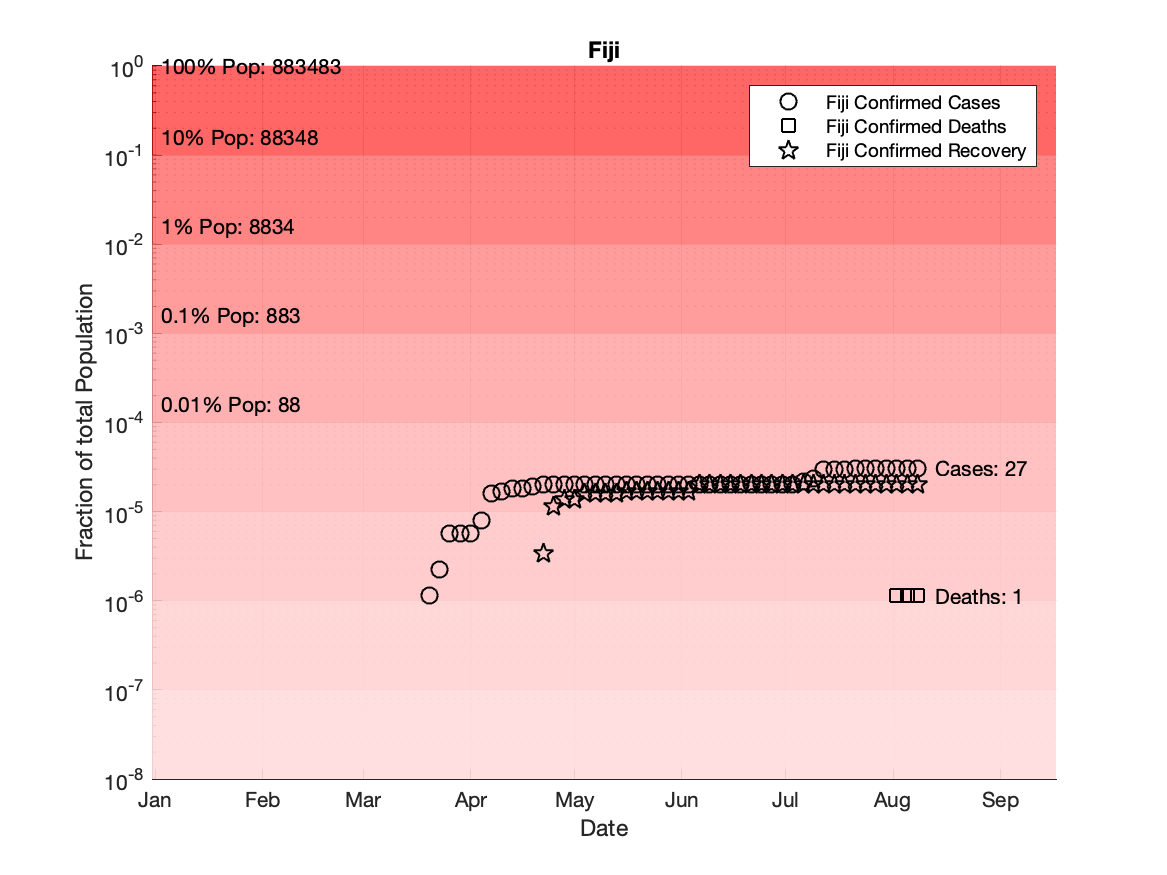 Fiji
10^0
100% Pop: 883483
Fiji Confirmed Cases
Fiji Confirmed Deaths
Fiji Confirmed Recovery
10% Pop: 88348
10^-1
1% Pop: 8834
10^-2
0.1% Pop: 883
10^-3
0.01% Pop: 88
10^-4
Cases: 27
10^-5
Deaths: 1
10^-6
10^-7
10^-8
Fraction of total Population
Jan Feb Mar Apr May Jun Jul Aug Sep
Date